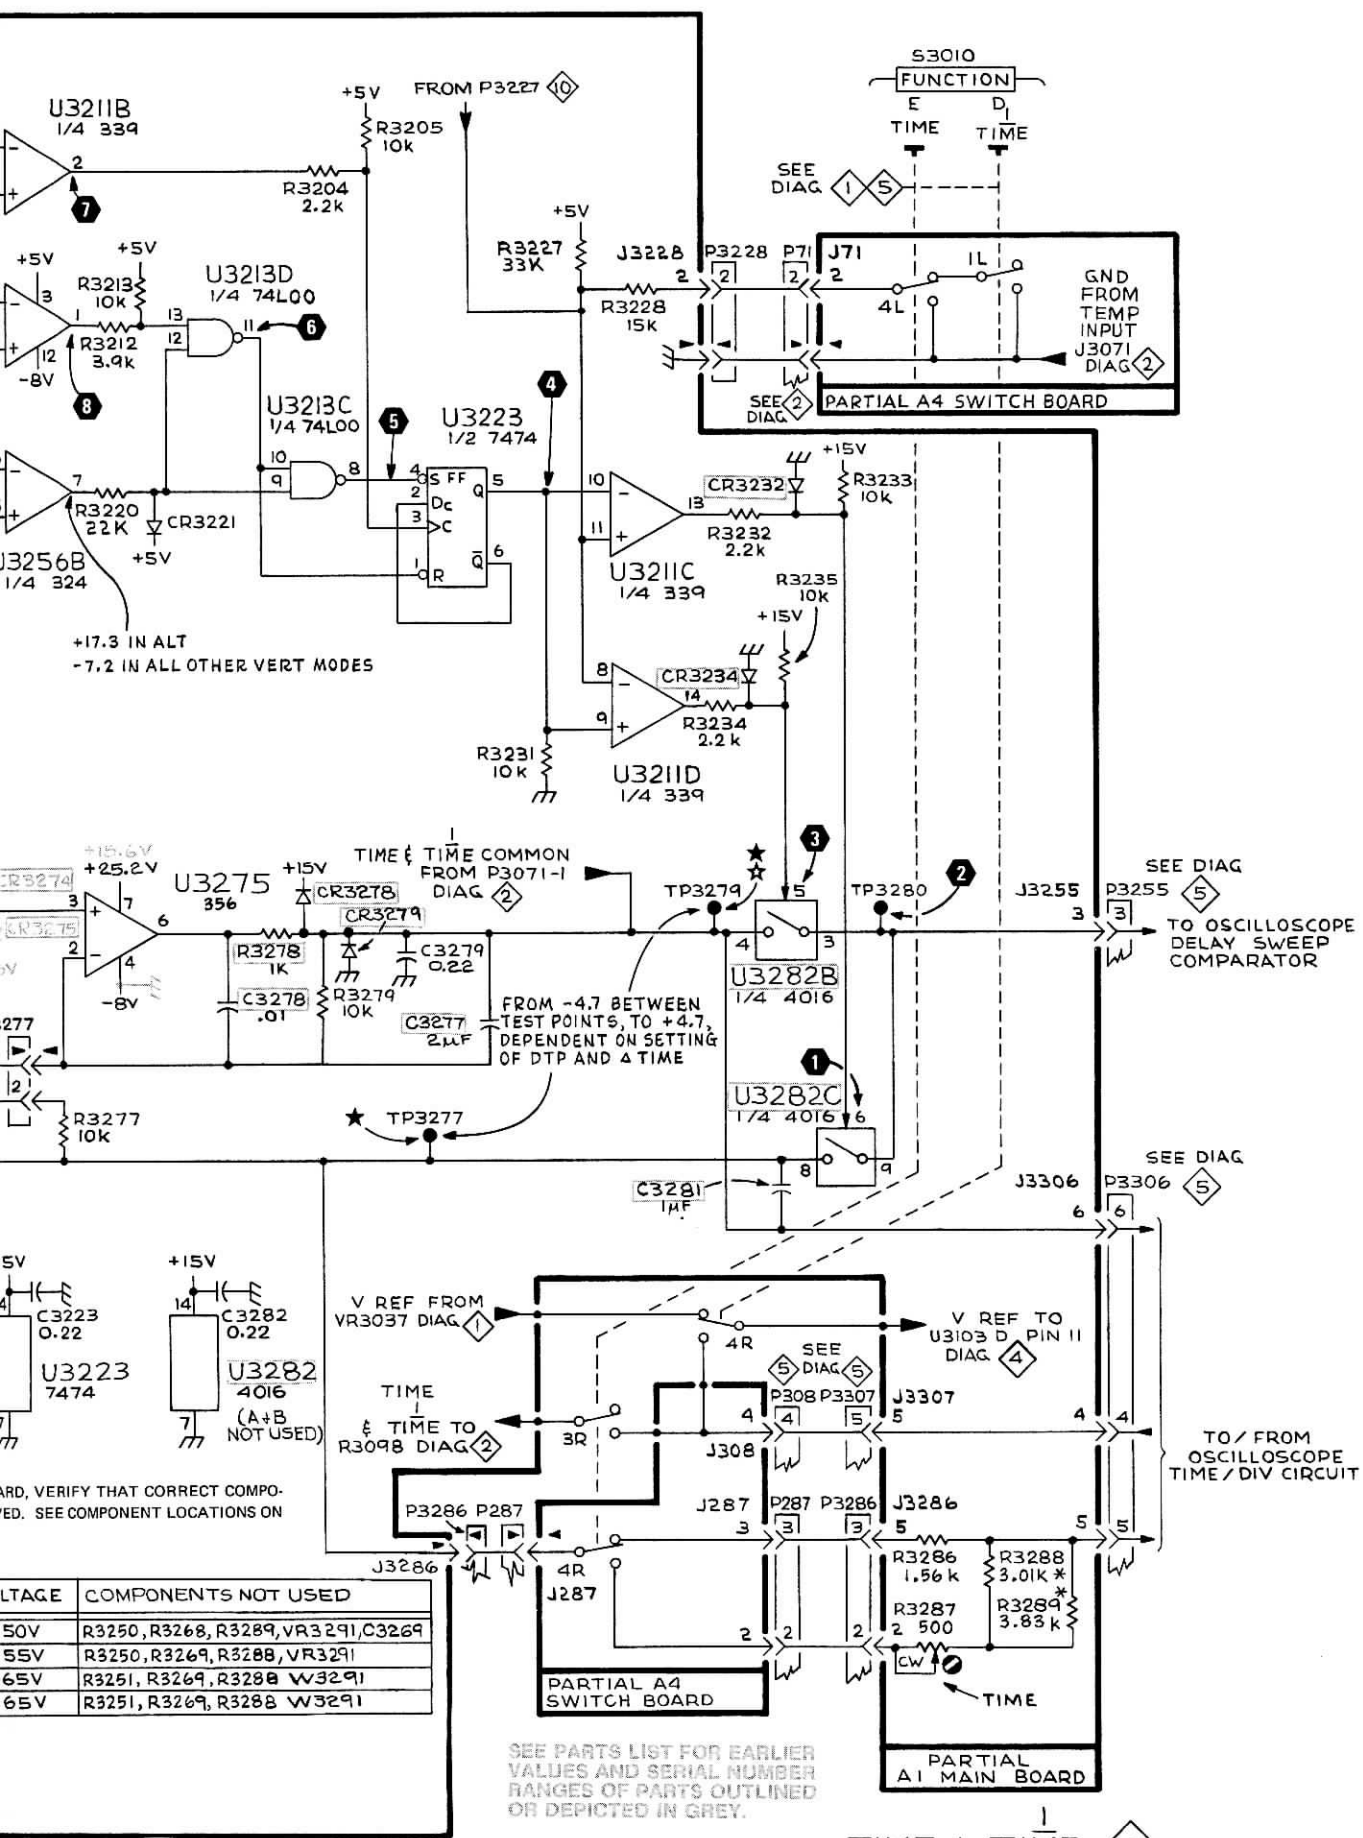 S3010
FUNCTION
E
TIME
D
1
TIME
SEE
DIAG 1 5
FROM P3227 10
+5V
R3205
10k
U3211B
1/4 339
-
+
2
7
R3204
2.2k
+5V
R3227
33K
J3228
P3228
P71
J71
2
2
2
2
R3228
15k
1L
4L
GND
FROM
TEMP
INPUT
J3071
DIAG 2
SEE
DIAG 2
PARTIAL A4 SWITCH BOARD
+5V
3
1
12
-8V
8
+5V
R3213
10k
R3212
3.9k
U3213D
1/4 74L00
13
12
11
6
U3213C
1/4 74L00
10
9
8
5
U3223
1/2 7474
4
S FF
2
D C
3
C
1
R
Q
5
Q
6
4
7
R3220
22K
CR3221
+5V
U3256B
1/4 324
+17.3 IN ALT
-7.2 IN ALL OTHER VERT MODES
10
-
11
+
13
U3211C
1/4 339
CR3232
R3232
2.2k
+15V
R3233
10k
R3235
10k
+15V
8
-
9
+
14
CR3234
R3234
2.2k
U3211D
1/4 339
R3231
10k
TIME & 1
TIME COMMON
FROM P3071-1
DIAG 2
+15.6V
+25.2V
CR3274
CR3275
3
+
2
-
7
6
4
-8V
U3275
356
+15V
CR3278
CR3279
R3278
1K
C3278
.01
R3279
10k
C3279
0.22
C3277
2µF
TP3279
3
5
4
3
U3282B
1/4 4016
TP3280
2
J3255
P3255
3
3
SEE DIAG
5
TO OSCILLOSCOPE
DELAY SWEEP
COMPARATOR
FROM -4.7 BETWEEN
TEST POINTS, TO +4.7,
DEPENDENT ON SETTING
OF DTP AND Δ TIME
1
U3282C
1/4 4016
6
8
9
3277
2
R3277
10k
TP3277
C3281
1µF
SEE DIAG
5
J3306
P3306
6
6
5V
C3223
0.22
U3223
7474
7
+15V
14
C3282
0.22
U3282
4016
(A+B
NOT USED)
7
V REF FROM
VR3037 DIAG 1
4R
V REF TO
U3103 D PIN 11
DIAG 4
SEE
5 DIAG 5
TIME
& 1
TIME TO
R3098 DIAG 2
3R
P308
P3307
J3307
4
4
5
5
J308
4
4
TO/FROM
OSCILLOSCOPE
TIME/DIV CIRCUIT
ARD, VERIFY THAT CORRECT COMPO-
VED. SEE COMPONENT LOCATIONS ON
P3286
P287
J3286
4R
J287
J287
P287
P3286
J3286
3
3
3
5
5
5
R3286
1.56k
R3288
3.01K *
*
R3289
3.83k
R3287
500
2
2
2
2
CW
TIME
LTAGE
COMPONENTS NOT USED
50V
R3250, R3268, R3289, VR3291, C3269
55V
R3250, R3269, R3288, VR3291
65V
R3251, R3269, R3288 W3291
65V
R3251, R3269, R3288 W3291
PARTIAL A4
SWITCH BOARD
SEE PARTS LIST FOR EARLIER
VALUES AND SERIAL NUMBER
RANGES OF PARTS OUTLINED
OR DEPICTED IN GREY.
PARTIAL
A1 MAIN BOARD
1